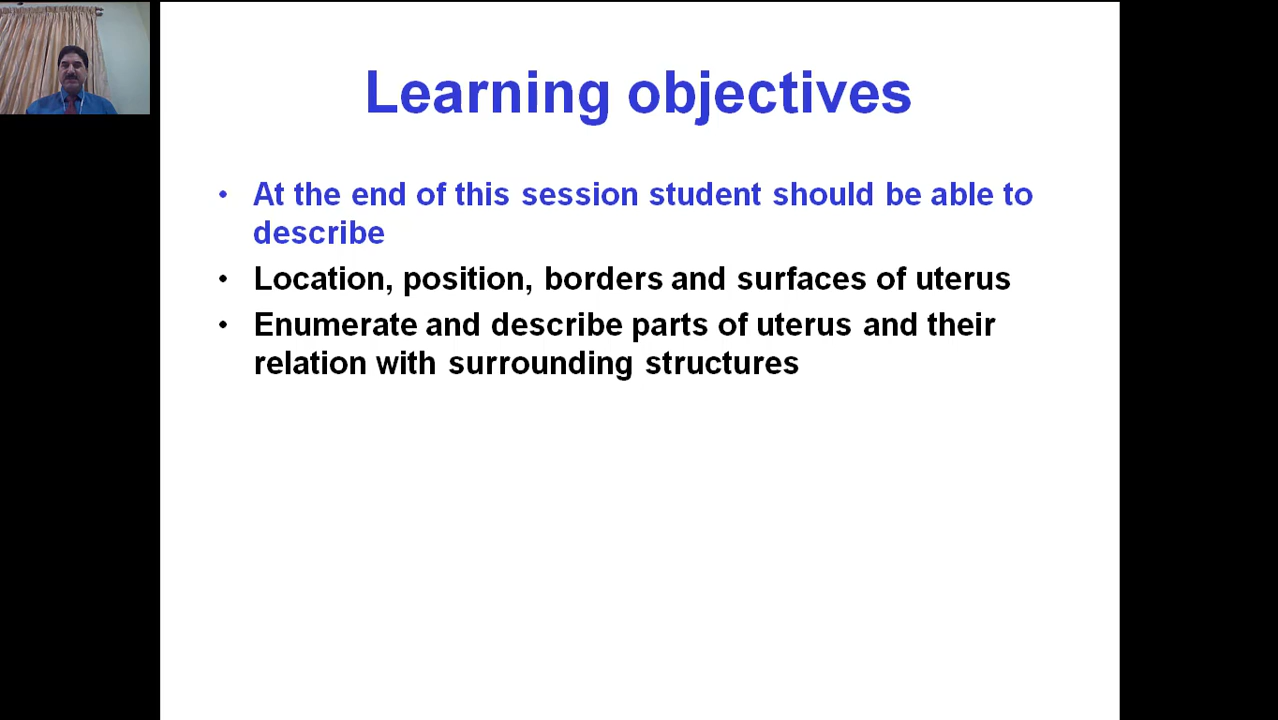 Learning objectives
• At the end of this session student should be able to
describe
• Location, position, borders and surfaces of uterus
• Enumerate and describe parts of uterus and their
relation with surrounding structures